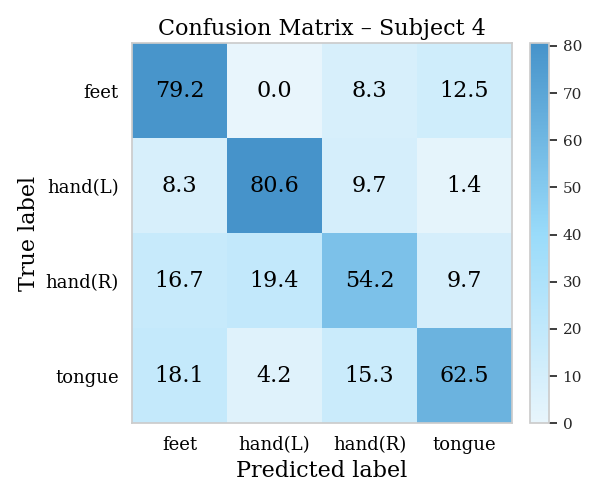 Confusion Matrix – Subject 4
True label
feet 79.2 0.0 8.3 12.5
hand(L) 8.3 80.6 9.7 1.4
hand(R) 16.7 19.4 54.2 9.7
tongue 18.1 4.2 15.3 62.5
feet hand(L) hand(R) tongue
Predicted label
80
70
60
50
40
30
20
10
0